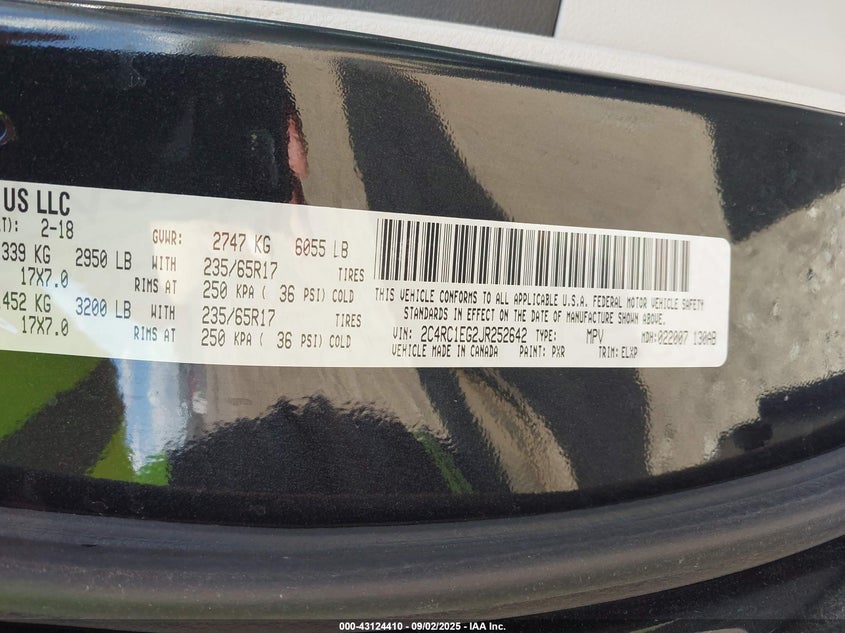 US LLC
T): 2-18
GVWR: 2747 KG 6055 LB
339 KG 2950 LB WITH 235/65R17 TIRES
17X7.0 RIMS AT 250 KPA ( 36 PSI) COLD
452 KG 3200 LB WITH 235/65R17 TIRES
17X7.0 RIMS AT 250 KPA ( 36 PSI) COLD
THIS VEHICLE CONFORMS TO ALL APPLICABLE U.S.A. FEDERAL MOTOR VEHICLE SAFETY
STANDARDS IN EFFECT ON THE DATE OF MANUFACTURE SHOWN ABOVE.
VIN: 2C4RC1EG2JR252642 TYPE: MPV MDH:022007 130AB
VEHICLE MADE IN CANADA PAINT: PXR TRIM: ELXP
000-43124410 - 09/02/2025 - IAA Inc.